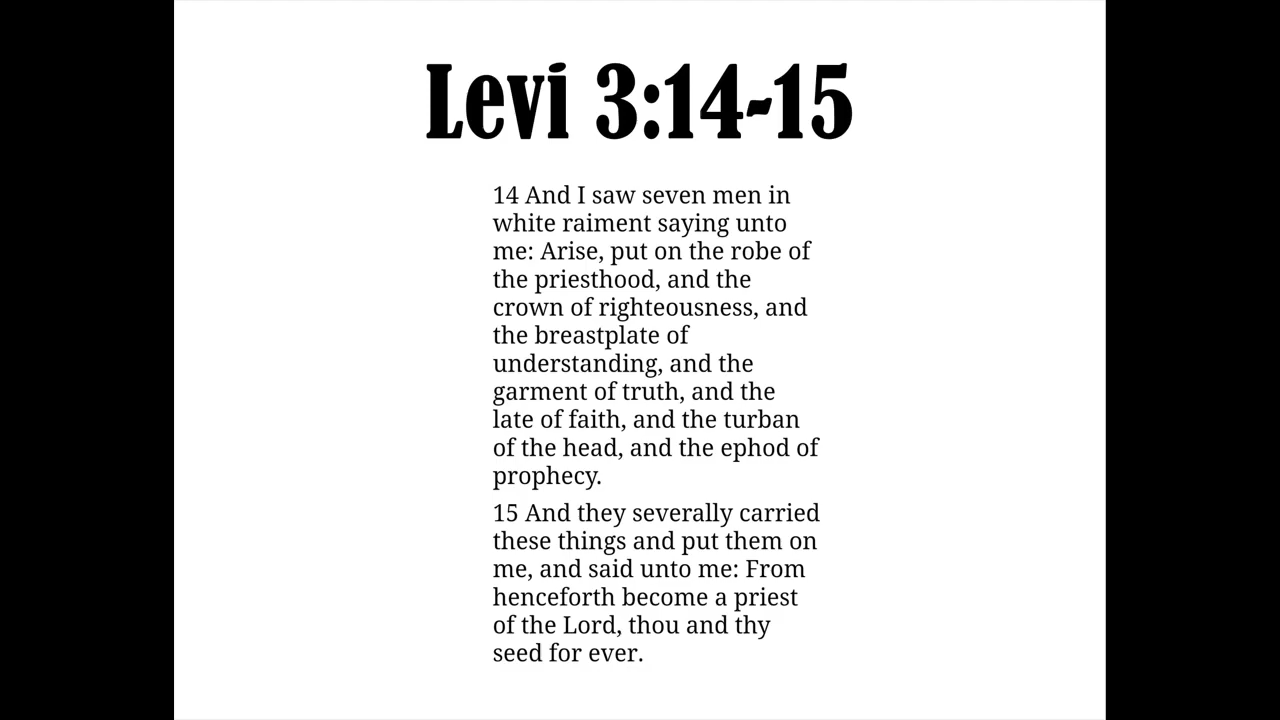 Levi 3:14-15
14 And I saw seven men in
white raiment saying unto
me: Arise, put on the robe of
the priesthood, and the
crown of righteousness, and
the breastplate of
understanding, and the
garment of truth, and the
late of faith, and the turban
of the head, and the ephod of
prophecy.
15 And they severally carried
these things and put them on
me, and said unto me: From
henceforth become a priest
of the Lord, thou and thy
seed for ever.